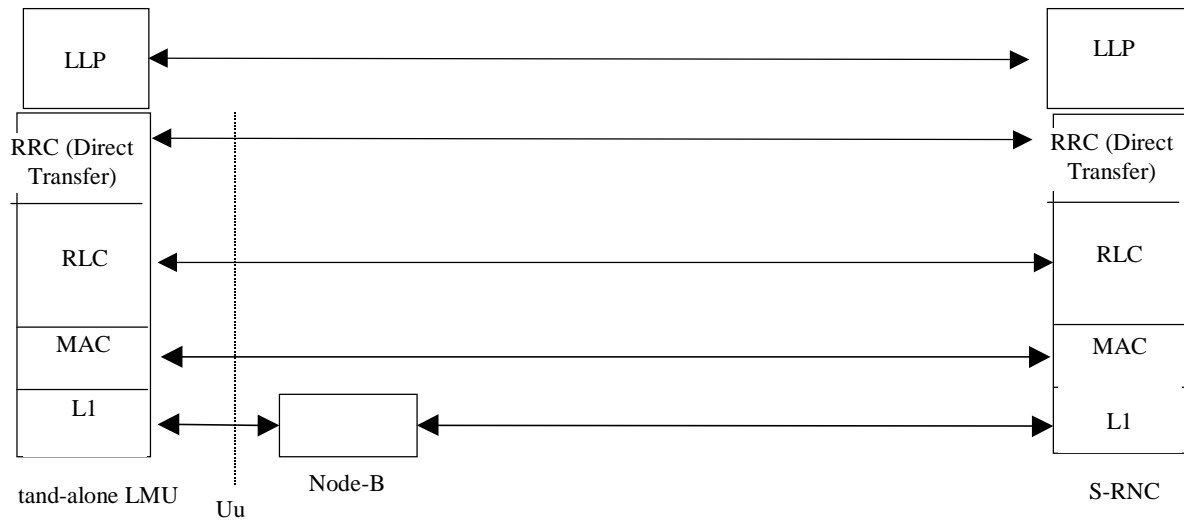 LLP
LLP
RRC (Direct
Transfer)
RRC (Direct
Transfer)
RLC
RLC
MAC
MAC
L1
L1
tand-alone LMU
Uu
Node-B
S-RNC